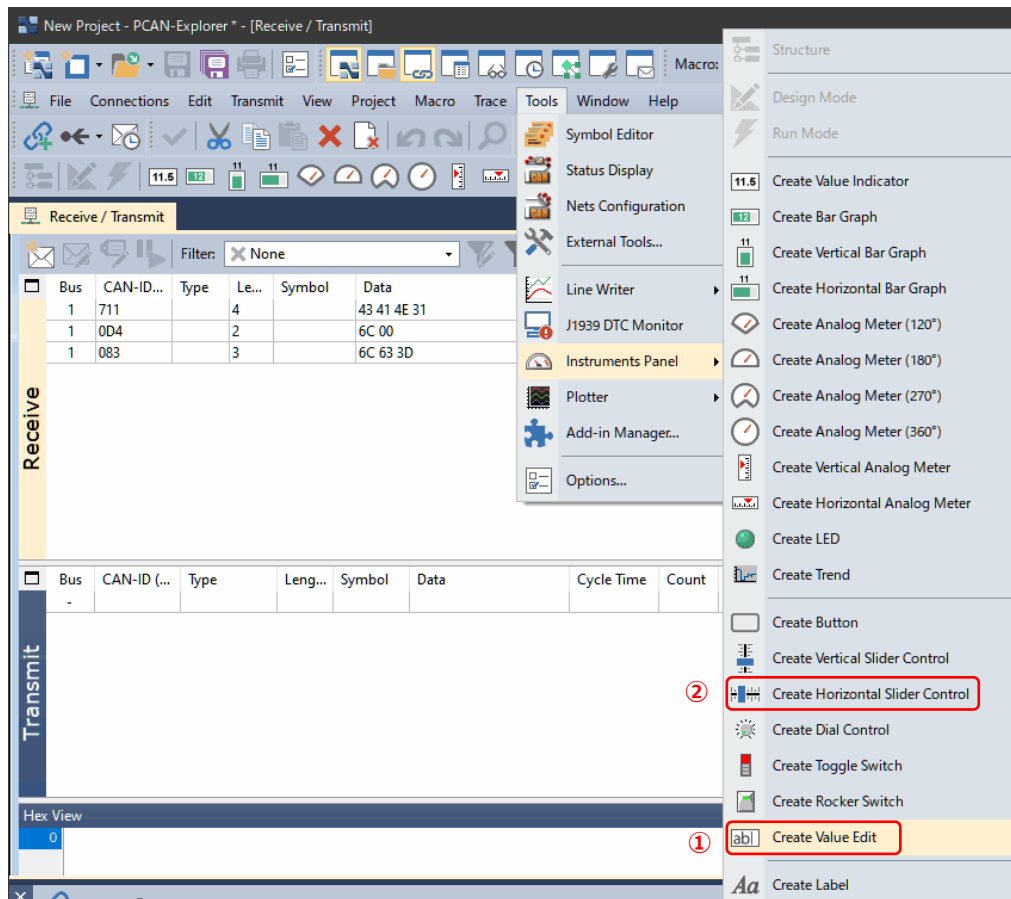 New Project - PCAN-Explorer * - [Receive / Transmit]
Macro:
File Connections Edit Transmit View Project Macro Trace Tools Window Help
11.5 12 11 11
Receive / Transmit
Filter: None
Bus CAN-ID... Type Le... Symbol Data
1 711 4 43 41 4E 31
1 0D4 2 6C 00
1 083 3 6C 63 3D
Receive
Bus CAN-ID (... Type Leng... Symbol Data Cycle Time Count
-
Transmit
Hex View
0
Symbol Editor
Status Display
Nets Configuration
External Tools...
Line Writer
J1939 DTC Monitor
Instruments Panel
Plotter
Add-in Manager...
Options...
Structure
Design Mode
Run Mode
11.5 Create Value Indicator
12 Create Bar Graph
11 Create Vertical Bar Graph
11 Create Horizontal Bar Graph
Create Analog Meter (120°)
Create Analog Meter (180°)
Create Analog Meter (270°)
Create Analog Meter (360°)
Create Vertical Analog Meter
Create Horizontal Analog Meter
Create LED
Create Trend
Create Button
Create Vertical Slider Control
② Create Horizontal Slider Control
Create Dial Control
Create Toggle Switch
Create Rocker Switch
① ab| Create Value Edit
Aa Create Label